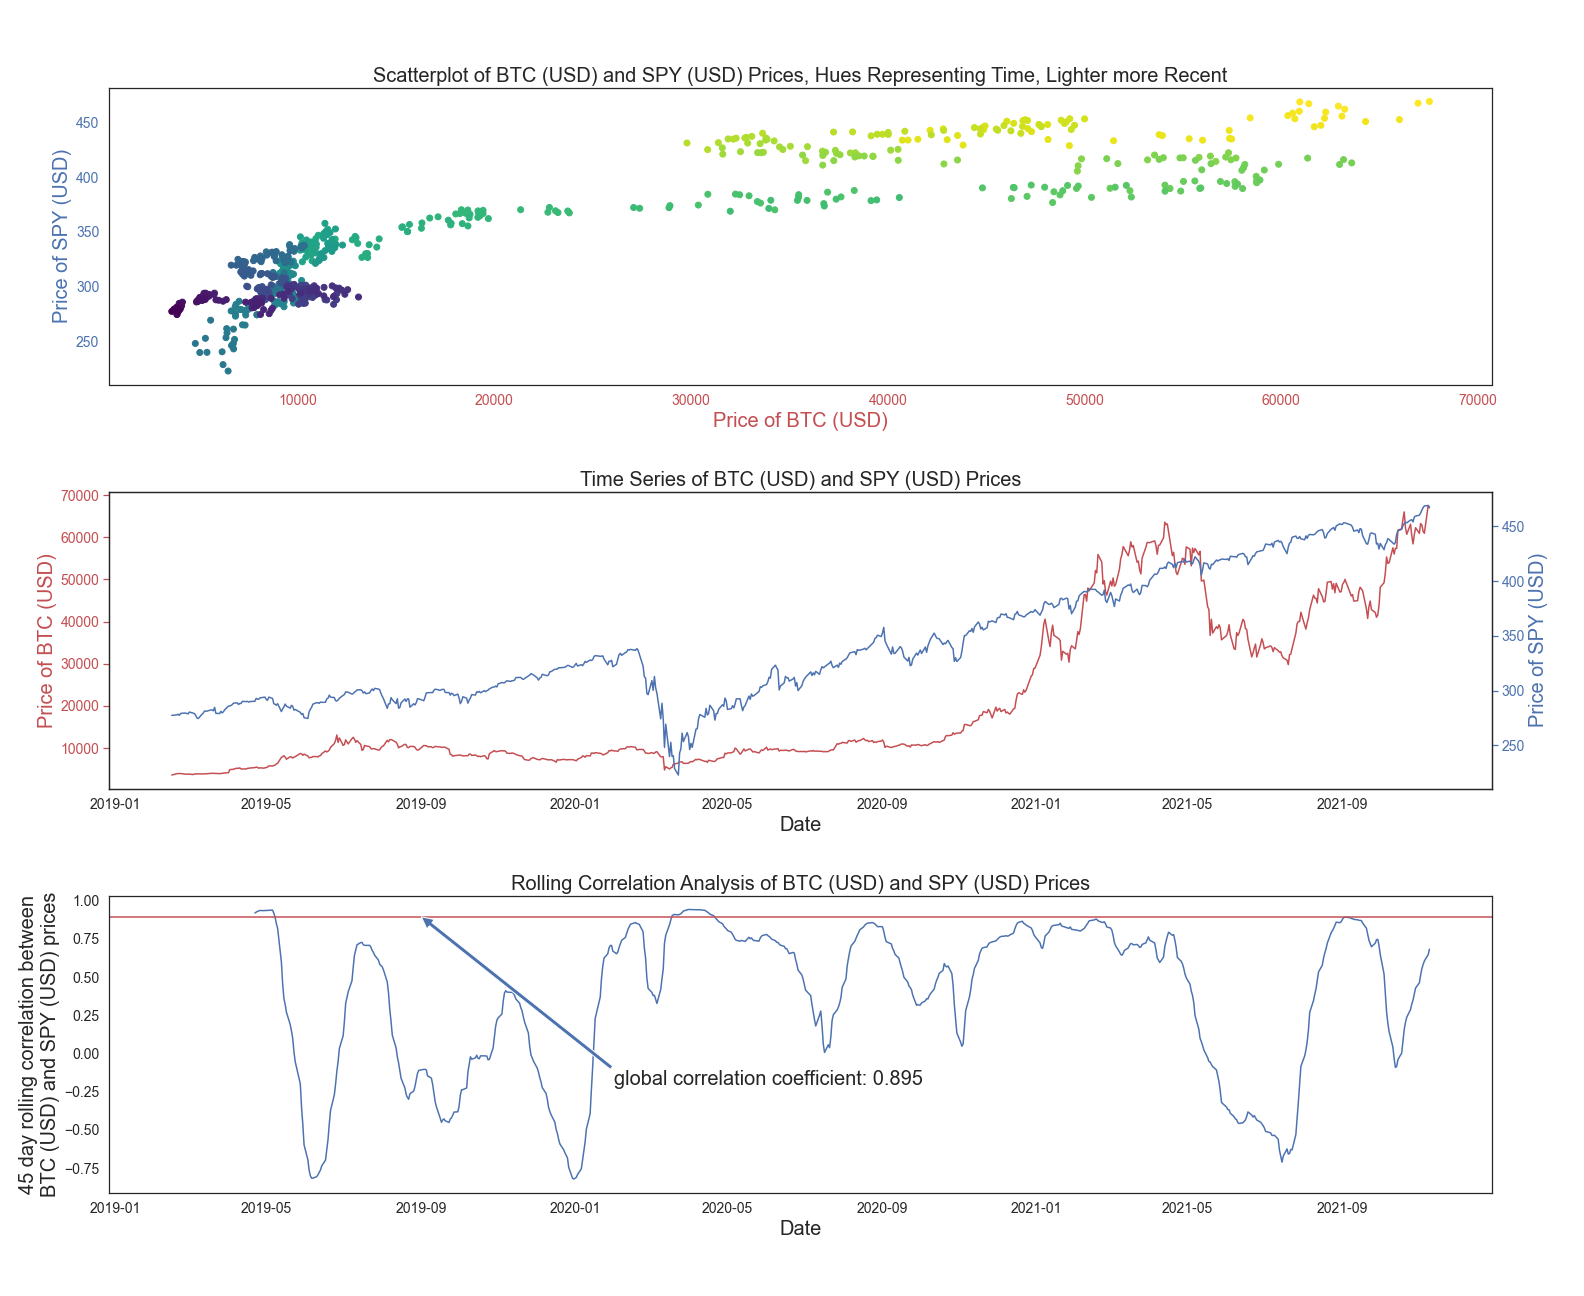 Scatterplot of BTC (USD) and SPY (USD) Prices, Hues Representing Time, Lighter more Recent
Price of SPY (USD)
450
400
350
300
250
10000 20000 30000 40000 50000 60000 70000
Price of BTC (USD)
Time Series of BTC (USD) and SPY (USD) Prices
Price of BTC (USD)
70000
60000
50000
40000
30000
20000
10000
450
400
350
300
250
Price of SPY (USD)
2019-01 2019-05 2019-09 2020-01 2020-05 2020-09 2021-01 2021-05 2021-09
Date
Rolling Correlation Analysis of BTC (USD) and SPY (USD) Prices
45 day rolling correlation between
BTC (USD) and SPY (USD) prices
1.00
0.75
0.50
0.25
0.00
−0.25
−0.50
−0.75
global correlation coefficient: 0.895
2019-01 2019-05 2019-09 2020-01 2020-05 2020-09 2021-01 2021-05 2021-09
Date